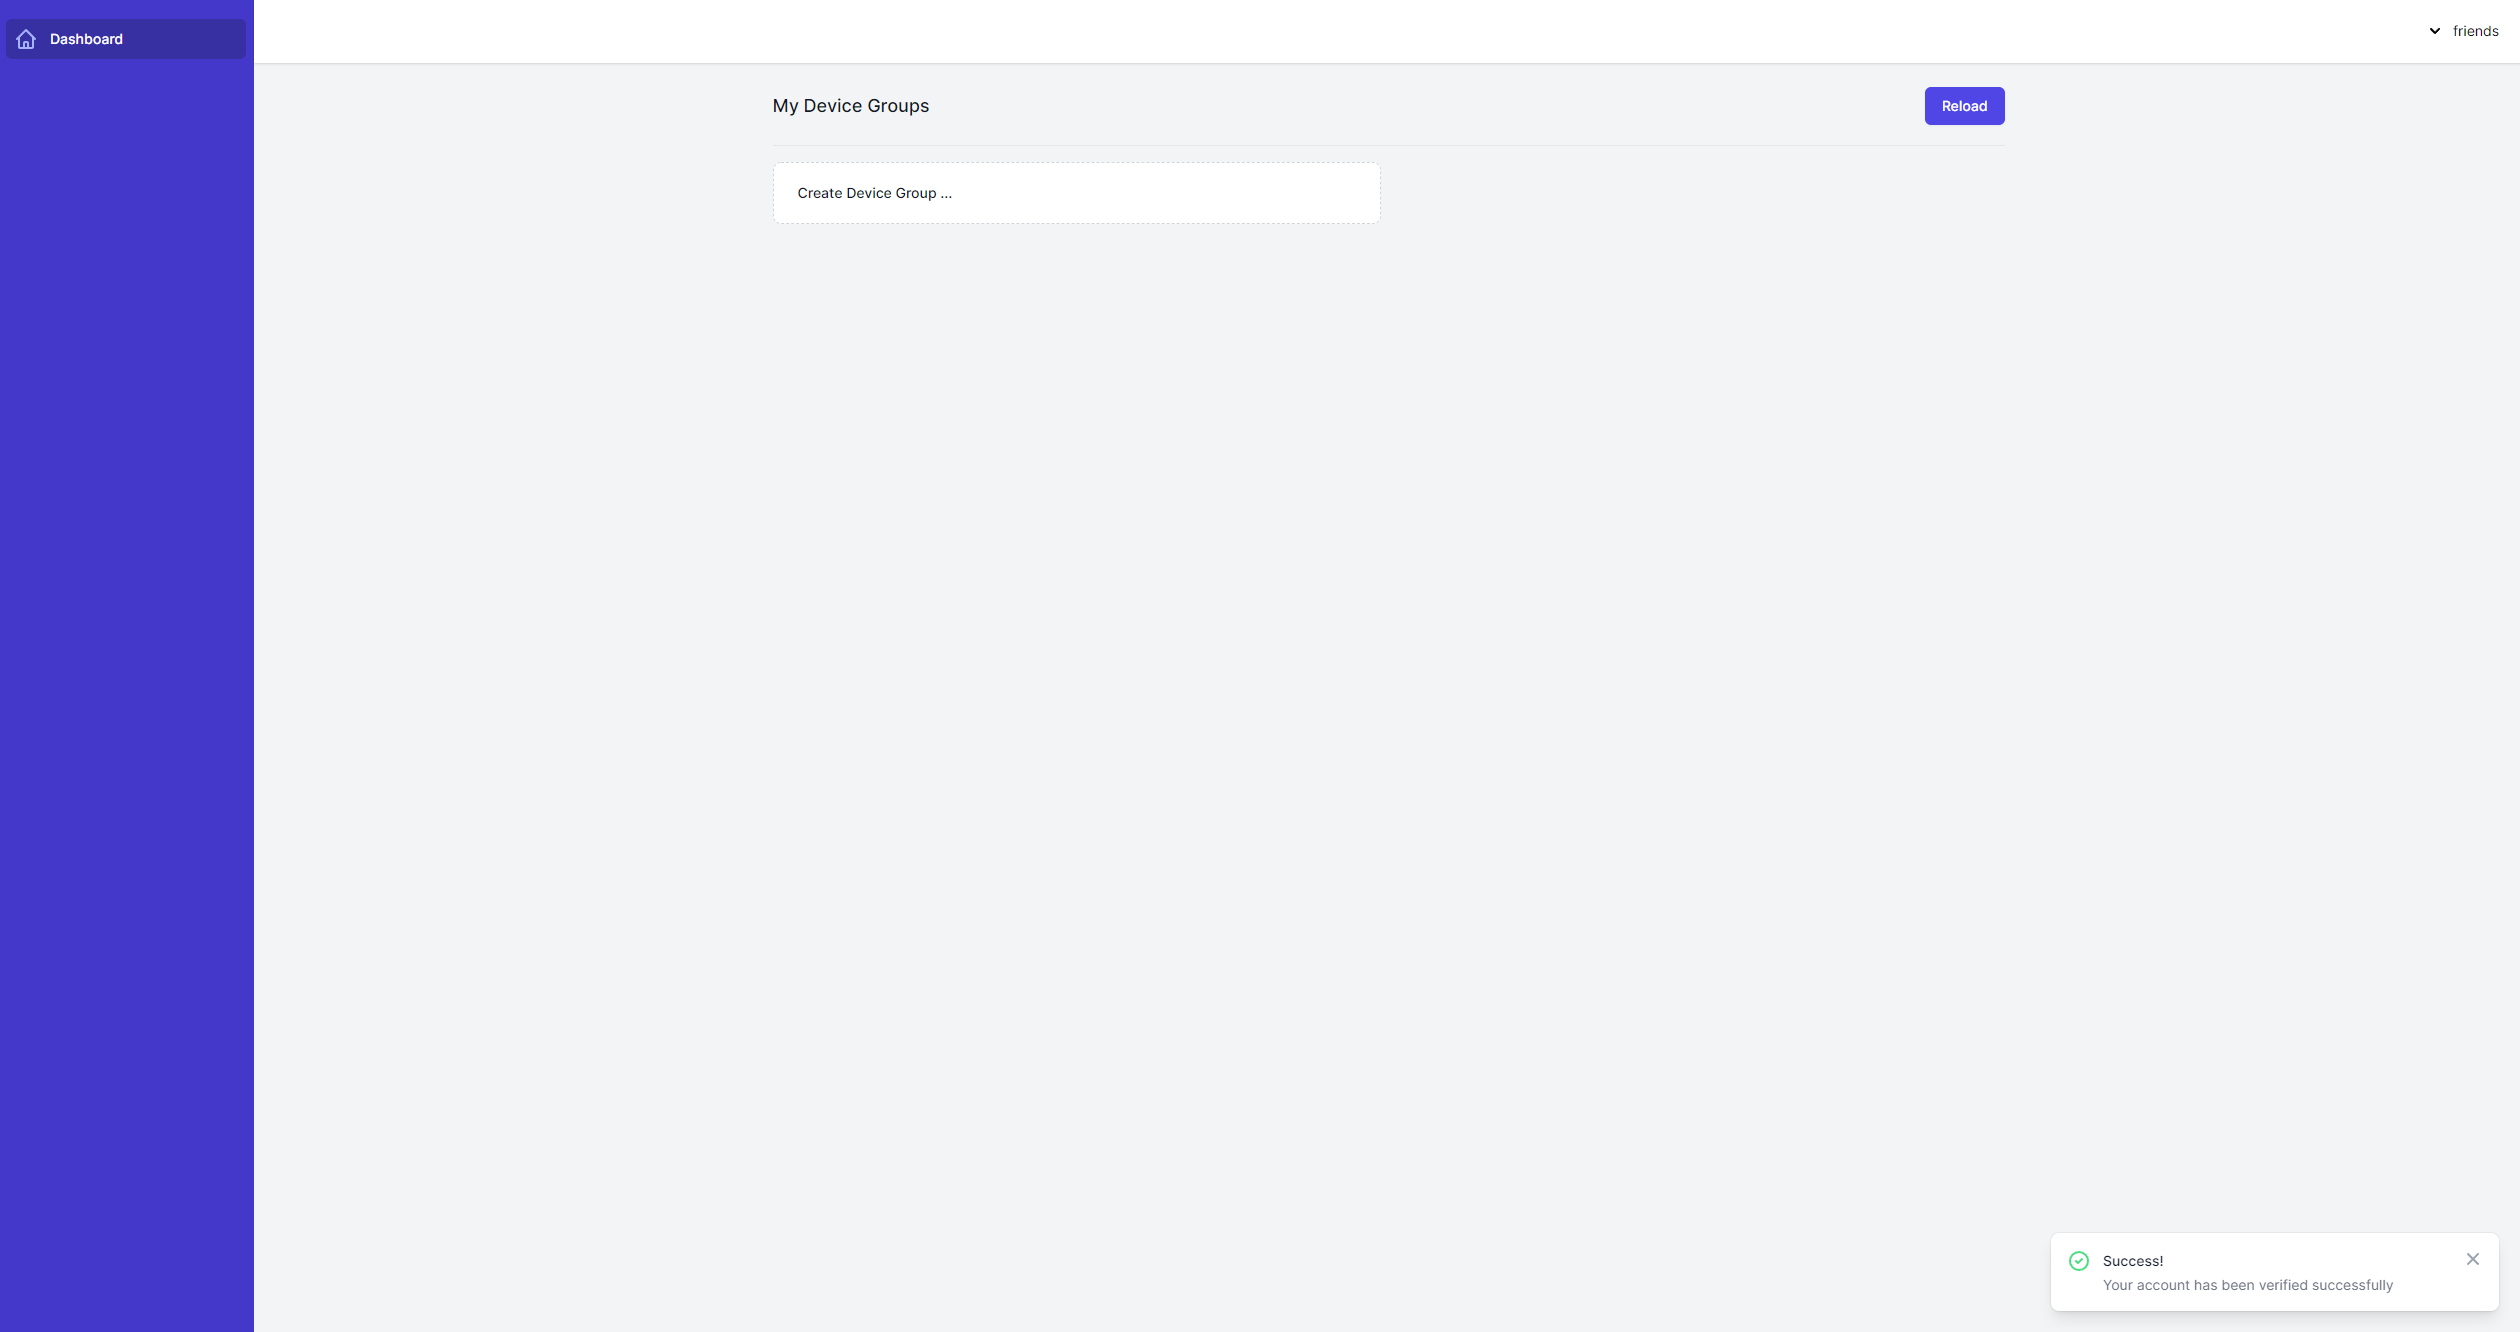 Dashboard
friends
My Device Groups
Reload
Create Device Group ...
Success!
Your account has been verified successfully